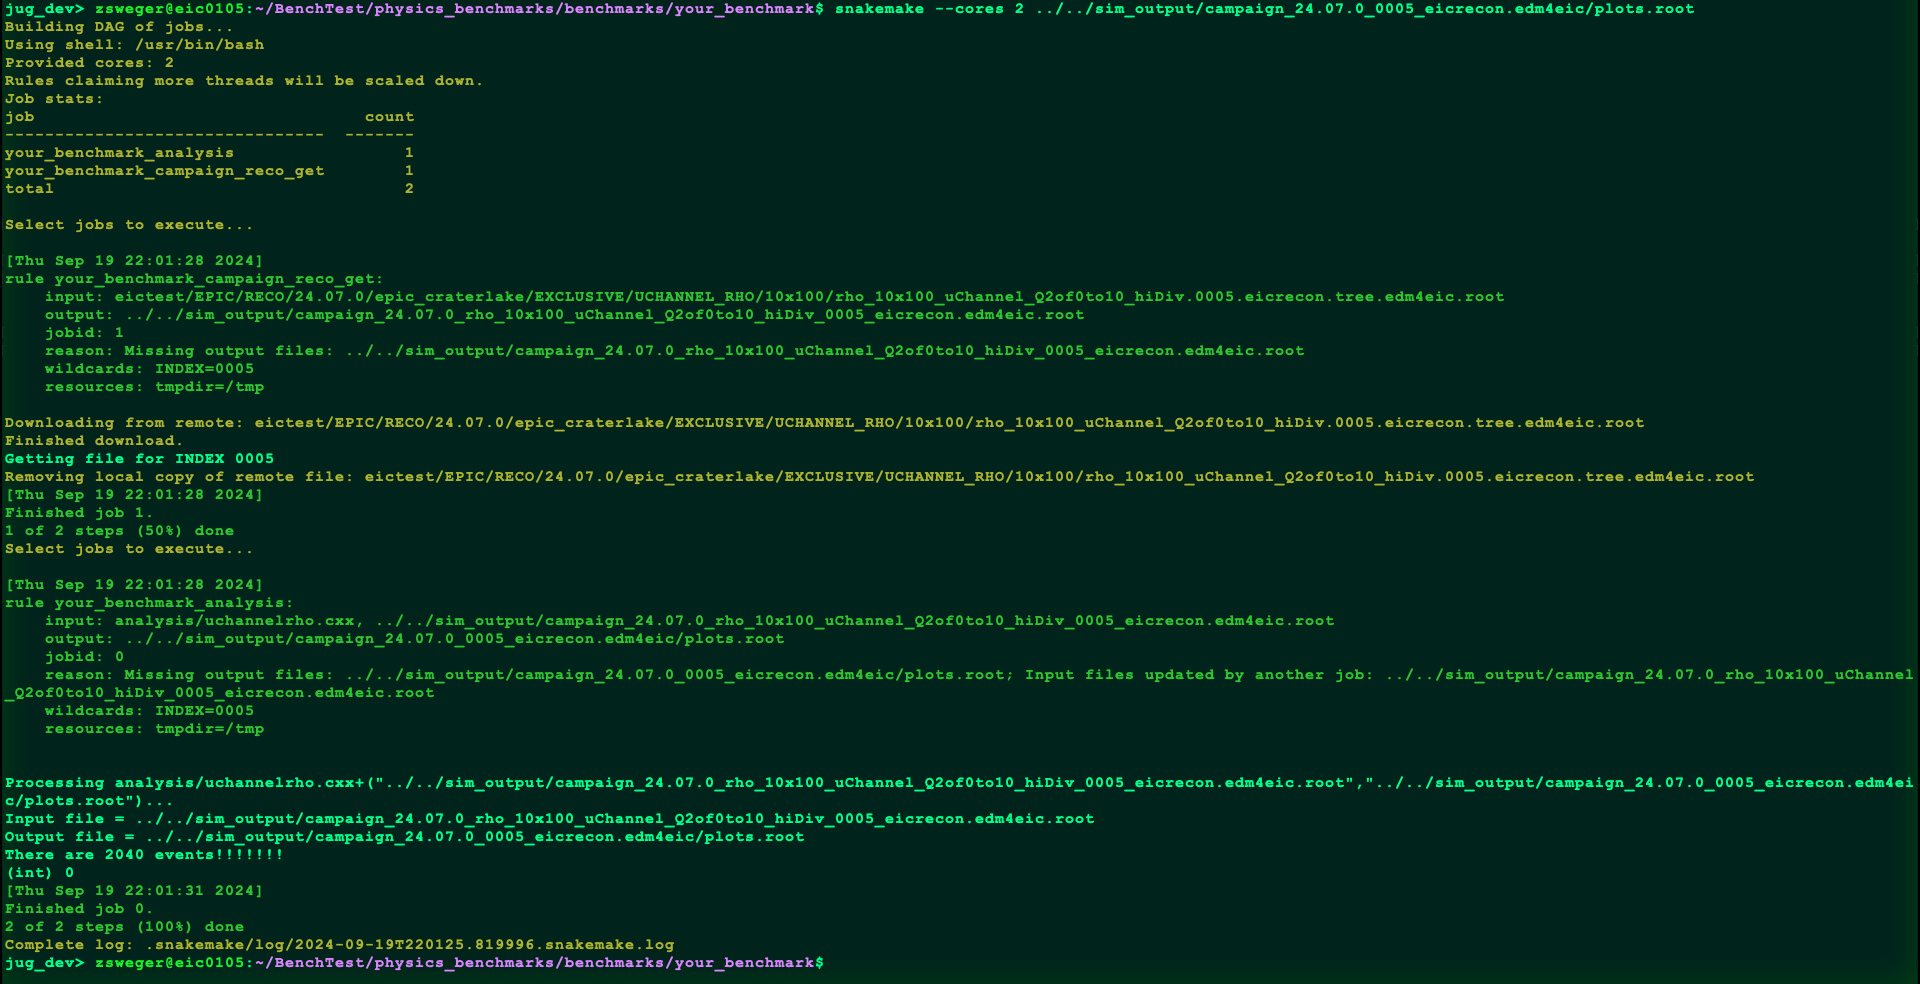 jug_dev> zsweger@eic0105:~/BenchTest/physics_benchmarks/benchmarks/your_benchmark$ snakemake --cores 2 ../../sim_output/campaign_24.07.0_0005_eicrecon.edm4eic/plots.root
Building DAG of jobs...
Using shell: /usr/bin/bash
Provided cores: 2
Rules claiming more threads will be scaled down.
Job stats:
job                                 count
--------------------------------  -------
your_benchmark_analysis                 1
your_benchmark_campaign_reco_get        1
total                                   2
Select jobs to execute...
[Thu Sep 19 22:01:28 2024]
rule your_benchmark_campaign_reco_get:
    input: eictest/EPIC/RECO/24.07.0/epic_craterlake/EXCLUSIVE/UCHANNEL_RHO/10x100/rho_10x100_uChannel_Q2of0to10_hiDiv.0005.eicrecon.tree.edm4eic.root
    output: ../../sim_output/campaign_24.07.0_rho_10x100_uChannel_Q2of0to10_hiDiv_0005_eicrecon.edm4eic.root
    jobid: 1
    reason: Missing output files: ../../sim_output/campaign_24.07.0_rho_10x100_uChannel_Q2of0to10_hiDiv_0005_eicrecon.edm4eic.root
    wildcards: INDEX=0005
    resources: tmpdir=/tmp
Downloading from remote: eictest/EPIC/RECO/24.07.0/epic_craterlake/EXCLUSIVE/UCHANNEL_RHO/10x100/rho_10x100_uChannel_Q2of0to10_hiDiv.0005.eicrecon.tree.edm4eic.root
Finished download.
Getting file for INDEX 0005
Removing local copy of remote file: eictest/EPIC/RECO/24.07.0/epic_craterlake/EXCLUSIVE/UCHANNEL_RHO/10x100/rho_10x100_uChannel_Q2of0to10_hiDiv.0005.eicrecon.tree.edm4eic.root
[Thu Sep 19 22:01:28 2024]
Finished job 1.
1 of 2 steps (50%) done
Select jobs to execute...
[Thu Sep 19 22:01:28 2024]
rule your_benchmark_analysis:
    input: analysis/uchannelrho.cxx, ../../sim_output/campaign_24.07.0_rho_10x100_uChannel_Q2of0to10_hiDiv_0005_eicrecon.edm4eic.root
    output: ../../sim_output/campaign_24.07.0_0005_eicrecon.edm4eic/plots.root
    jobid: 0
    reason: Missing output files: ../../sim_output/campaign_24.07.0_0005_eicrecon.edm4eic/plots.root; Input files updated by another job: ../../sim_output/campaign_24.07.0_rho_10x100_uChannel
_Q2of0to10_hiDiv_0005_eicrecon.edm4eic.root
    wildcards: INDEX=0005
    resources: tmpdir=/tmp
Processing analysis/uchannelrho.cxx+("../../sim_output/campaign_24.07.0_rho_10x100_uChannel_Q2of0to10_hiDiv_0005_eicrecon.edm4eic.root","../../sim_output/campaign_24.07.0_0005_eicrecon.edm4ei
c/plots.root")...
Input file = ../../sim_output/campaign_24.07.0_rho_10x100_uChannel_Q2of0to10_hiDiv_0005_eicrecon.edm4eic.root
Output file = ../../sim_output/campaign_24.07.0_0005_eicrecon.edm4eic/plots.root
There are 2040 events!!!!!!!
(int) 0
[Thu Sep 19 22:01:31 2024]
Finished job 0.
2 of 2 steps (100%) done
Complete log: .snakemake/log/2024-09-19T220125.819996.snakemake.log
jug_dev> zsweger@eic0105:~/BenchTest/physics_benchmarks/benchmarks/your_benchmark$